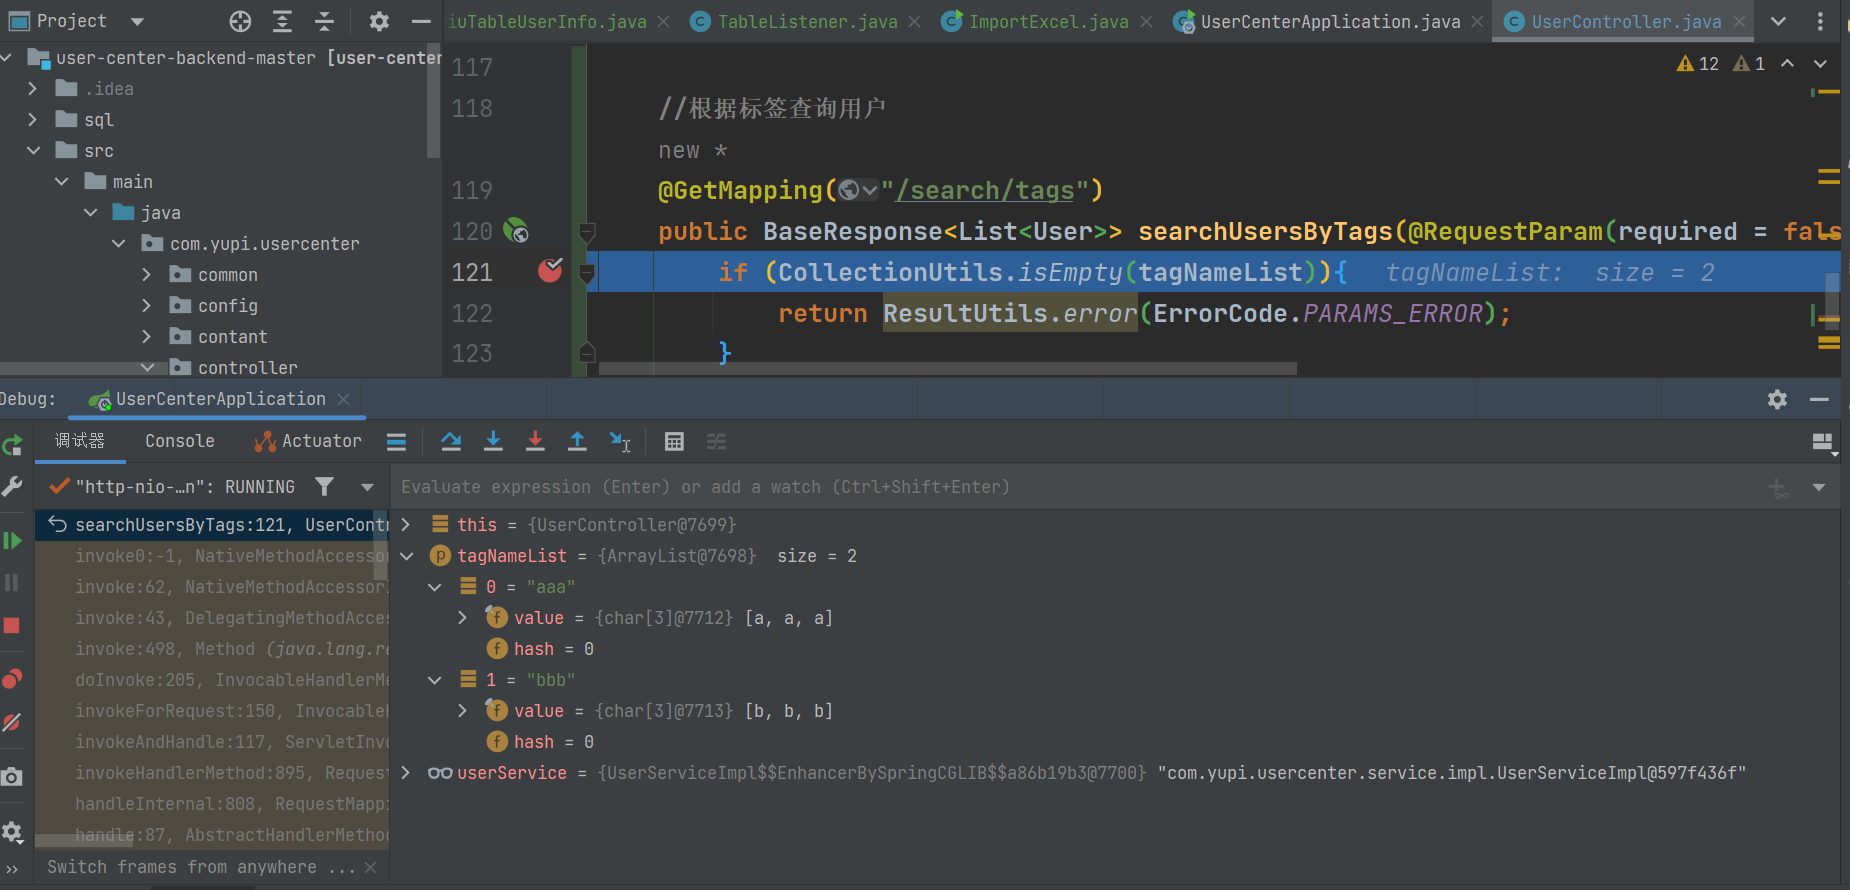 Project
iuTableUserInfo.java
TableListener.java
ImportExcel.java
UserCenterApplication.java
UserController.java
user-center-backend-master [user-center
.idea
sql
src
main
java
com.yupi.usercenter
common
config
contant
controller
12 1
117
118 //根据标签查询用户
new *
119 @GetMapping("/search/tags")
120 public BaseResponse<List<User>> searchUsersByTags(@RequestParam(required = fals
121 if (CollectionUtils.isEmpty(tagNameList)){ tagNameList: size = 2
122 return ResultUtils.error(ErrorCode.PARAMS_ERROR);
123 }
Debug: UserCenterApplication
调试器 Console Actuator
"http-nio-…n": RUNNING
Evaluate expression (Enter) or add a watch (Ctrl+Shift+Enter)
searchUsersByTags:121, UserContr
invoke0:-1, NativeMethodAccessor
invoke:62, NativeMethodAccessorI
invoke:43, DelegatingMethodAcces
invoke:498, Method (java.lang.re
doInvoke:205, InvocableHandlerMe
invokeForRequest:150, InvocableH
invokeAndHandle:117, ServletInvo
invokeHandlerMethod:895, Request
handleInternal:808, RequestMappi
handle:87, AbstractHandlerMethod
Switch frames from anywhere ...
this = {UserController@7699}
tagNameList = {ArrayList@7698} size = 2
0 = "aaa"
value = {char[3]@7712} [a, a, a]
hash = 0
1 = "bbb"
value = {char[3]@7713} [b, b, b]
hash = 0
userService = {UserServiceImpl$$EnhancerBySpringCGLIB$$a86b19b3@7700} "com.yupi.usercenter.service.impl.UserServiceImpl@597f436f"